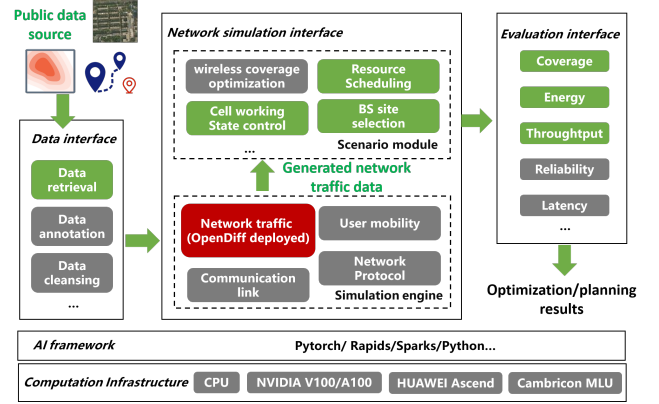 Public data
source
Data interface
Data
retrieval
Data
annotation
Data
cleansing
...
Network simulation interface
wireless coverage
optimization
Resource
Scheduling
Cell working
State control
BS site
selection
...
Scenario module
Generated network
traffic data
Network traffic
(OpenDiff deployed)
User mobility
Communication
link
Network
Protocol
Simulation engine
Evaluation interface
Coverage
Energy
Throughtput
Reliability
Latency
...
Optimization/planning
results
AI framework
Pytorch/ Rapids/Sparks/Python...
Computation Infrastructure
CPU
NVIDIA V100/A100
HUAWEI Ascend
Cambricon MLU